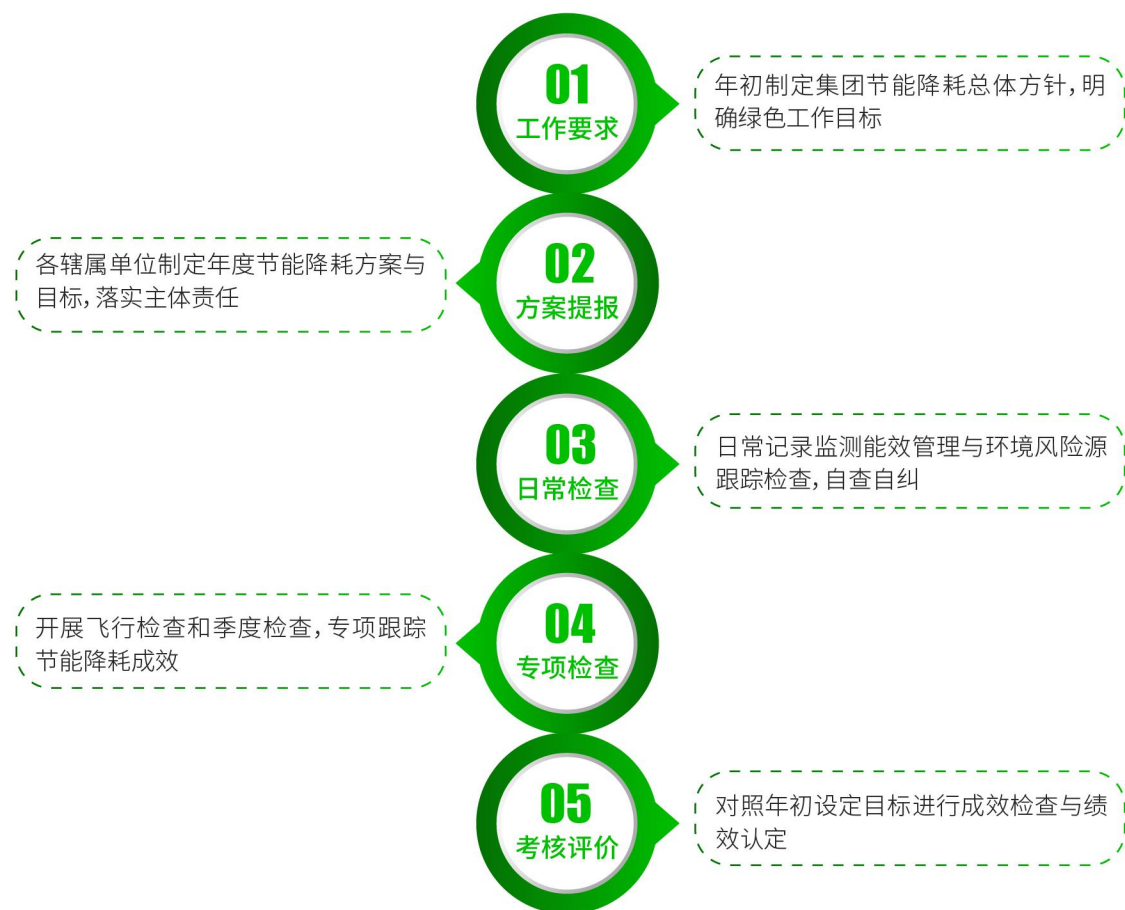 01
工作要求
年初制定集团节能降耗总体方针，明
确绿色工作目标
02
方案提报
各辖属单位制定年度节能降耗方案与
目标，落实主体责任
03
日常检查
日常记录监测能效管理与环境风险源
跟踪检查，自查自纠
04
专项检查
开展飞行检查和季度检查，专项跟踪
节能降耗成效
05
考核评价
对照年初设定目标进行成效检查与绩
效认定